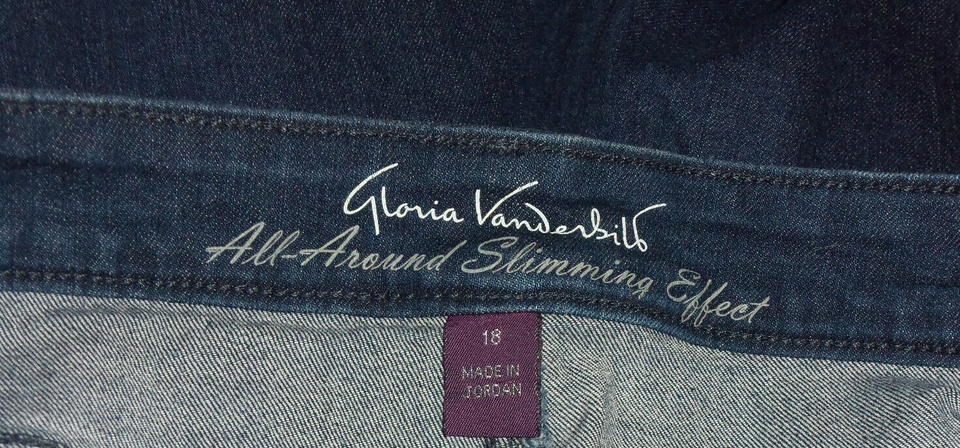 Gloria Vanderbilt
All-Around Slimming Effect
18
MADE IN
JORDAN